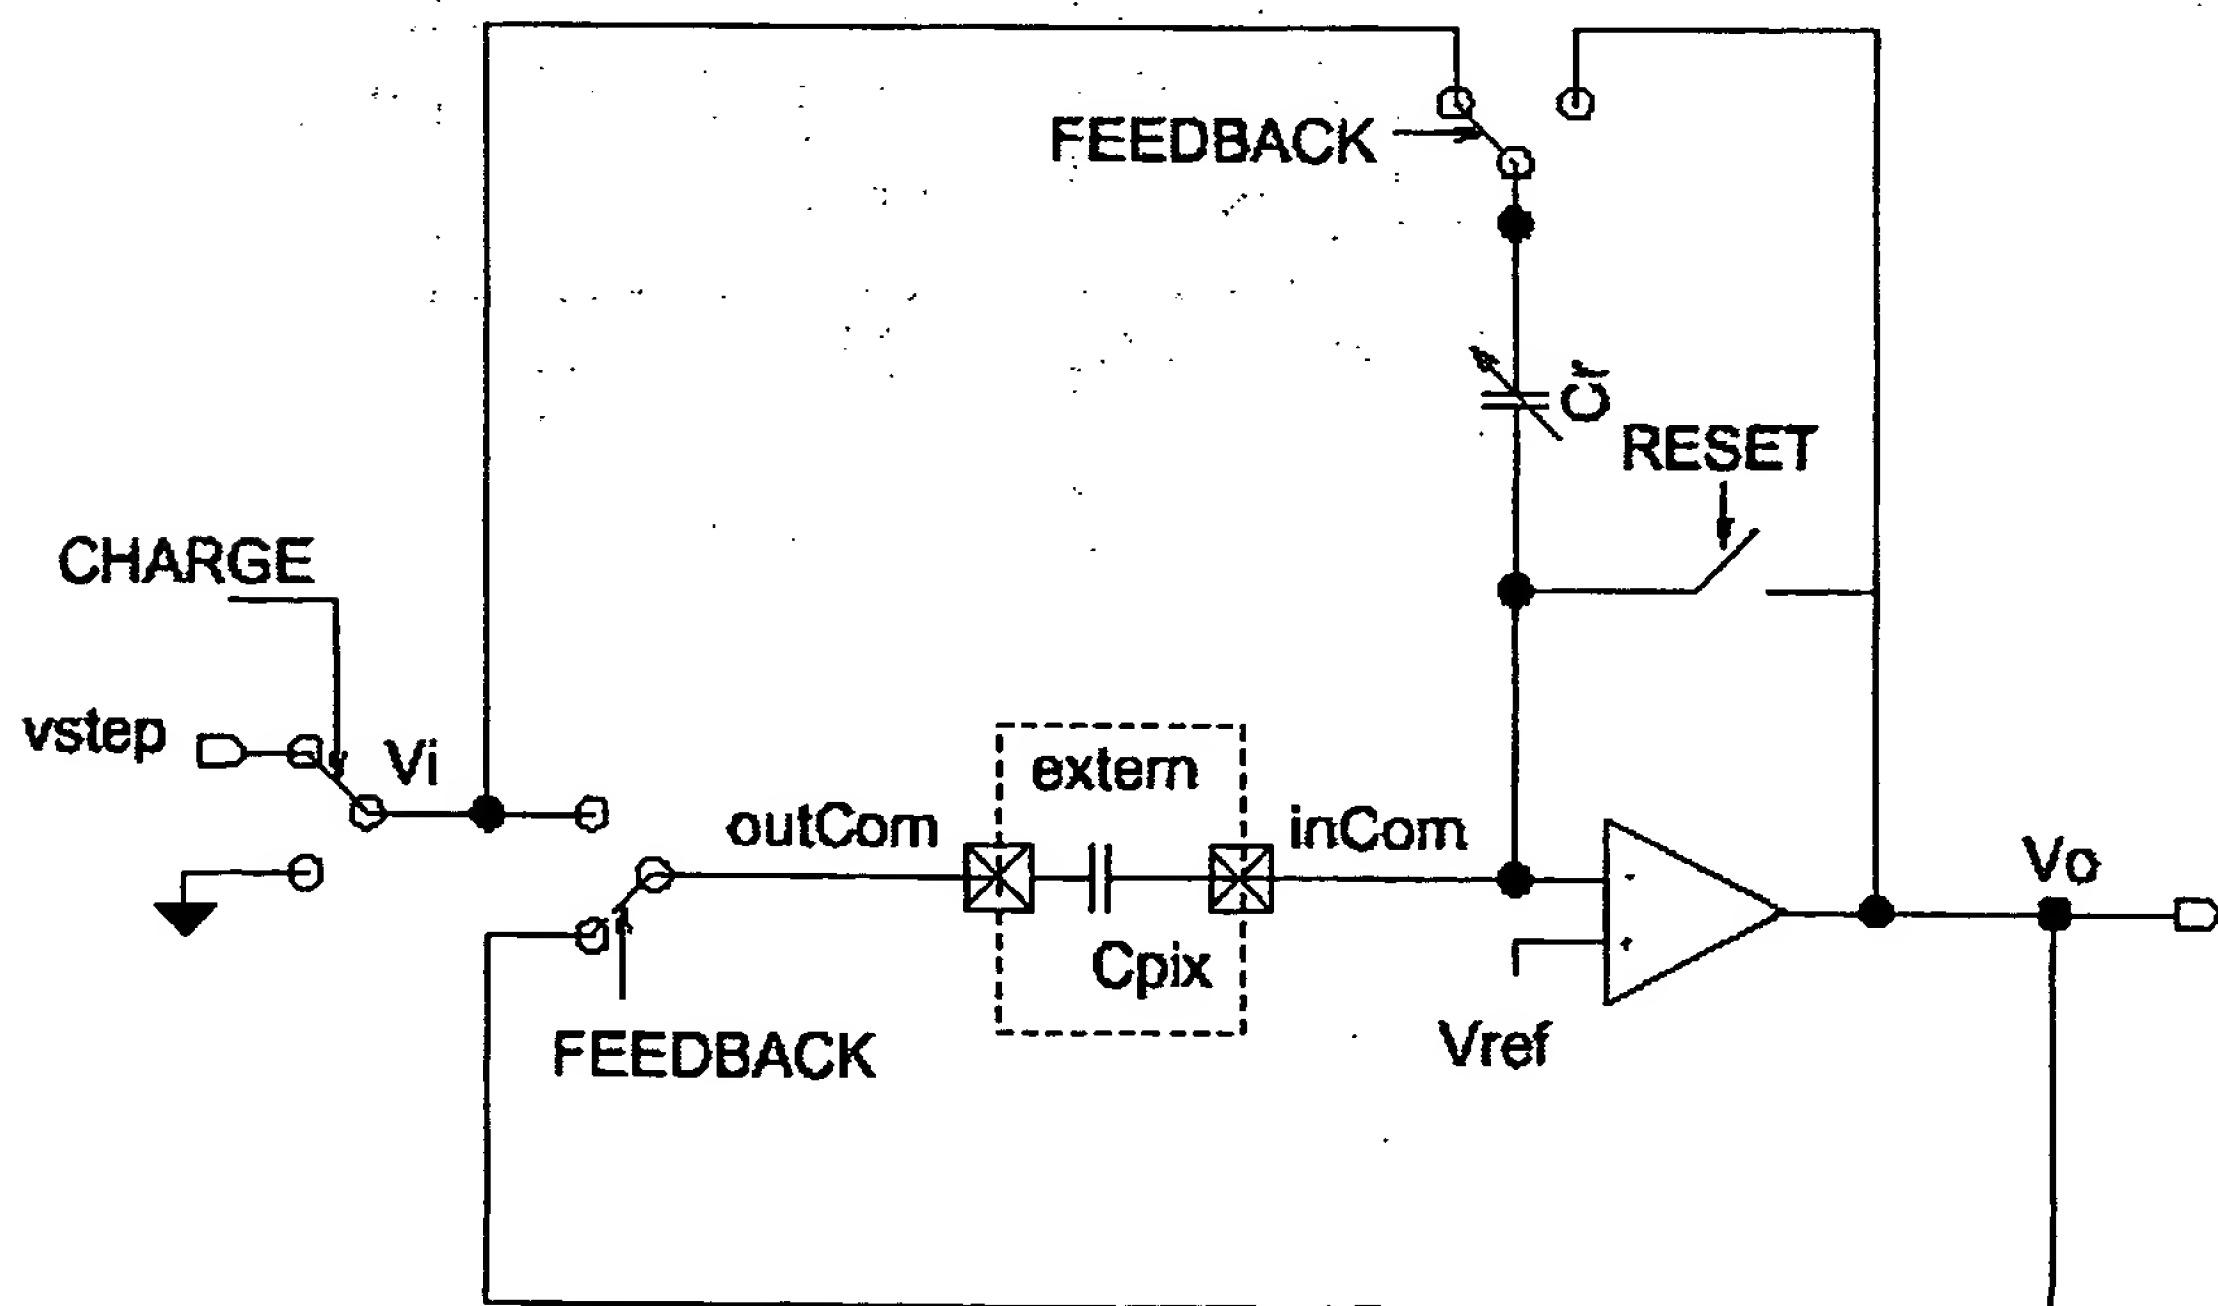 FEEDBACK
Cr
RESET
CHARGE
vstep
Vi
extern
outCom
inCom
Vo
Cpix
Vref
FEEDBACK
-
+